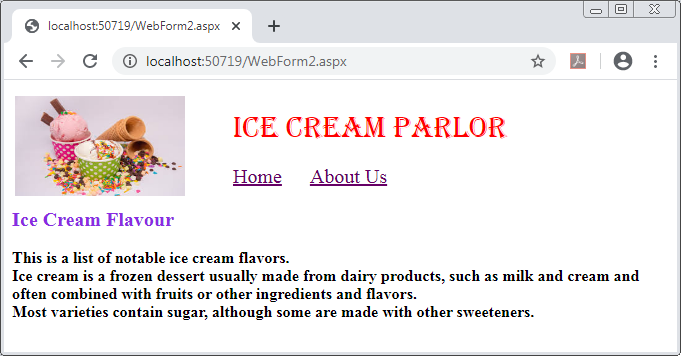 localhost:50719/WebForm2.aspx
localhost:50719/WebForm2.aspx
ICE CREAM PARLOR
Home About Us
Ice Cream Flavour
This is a list of notable ice cream flavors.
Ice cream is a frozen dessert usually made from dairy products, such as milk and cream and
often combined with fruits or other ingredients and flavors.
Most varieties contain sugar, although some are made with other sweeteners.